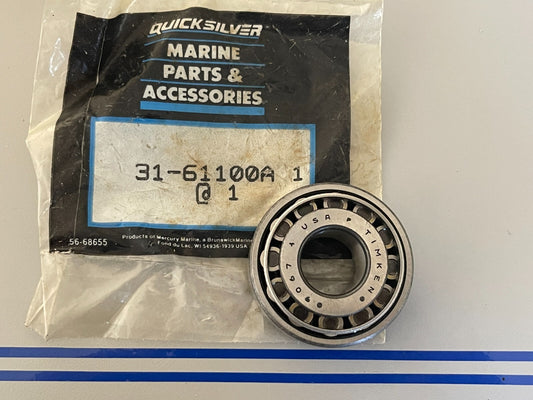 QUICKSILVER
MARINE
PARTS &
ACCESSORIES
31-61100A 1
@ 1
56-68655
Products of Mercury Marine, a Brunswick Marine
Fond du Lac, WI 54936-1939 USA
USA P TIMKEN